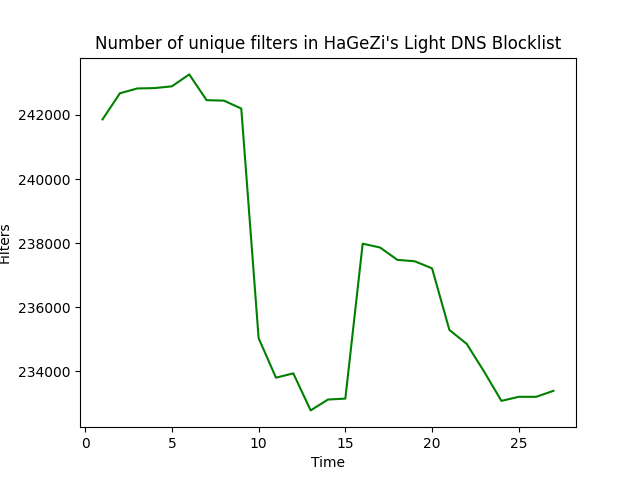 Number of unique filters in HaGeZi's Light DNS Blocklist
242000
240000
238000
236000
234000
Filters
0 5 10 15 20 25
Time